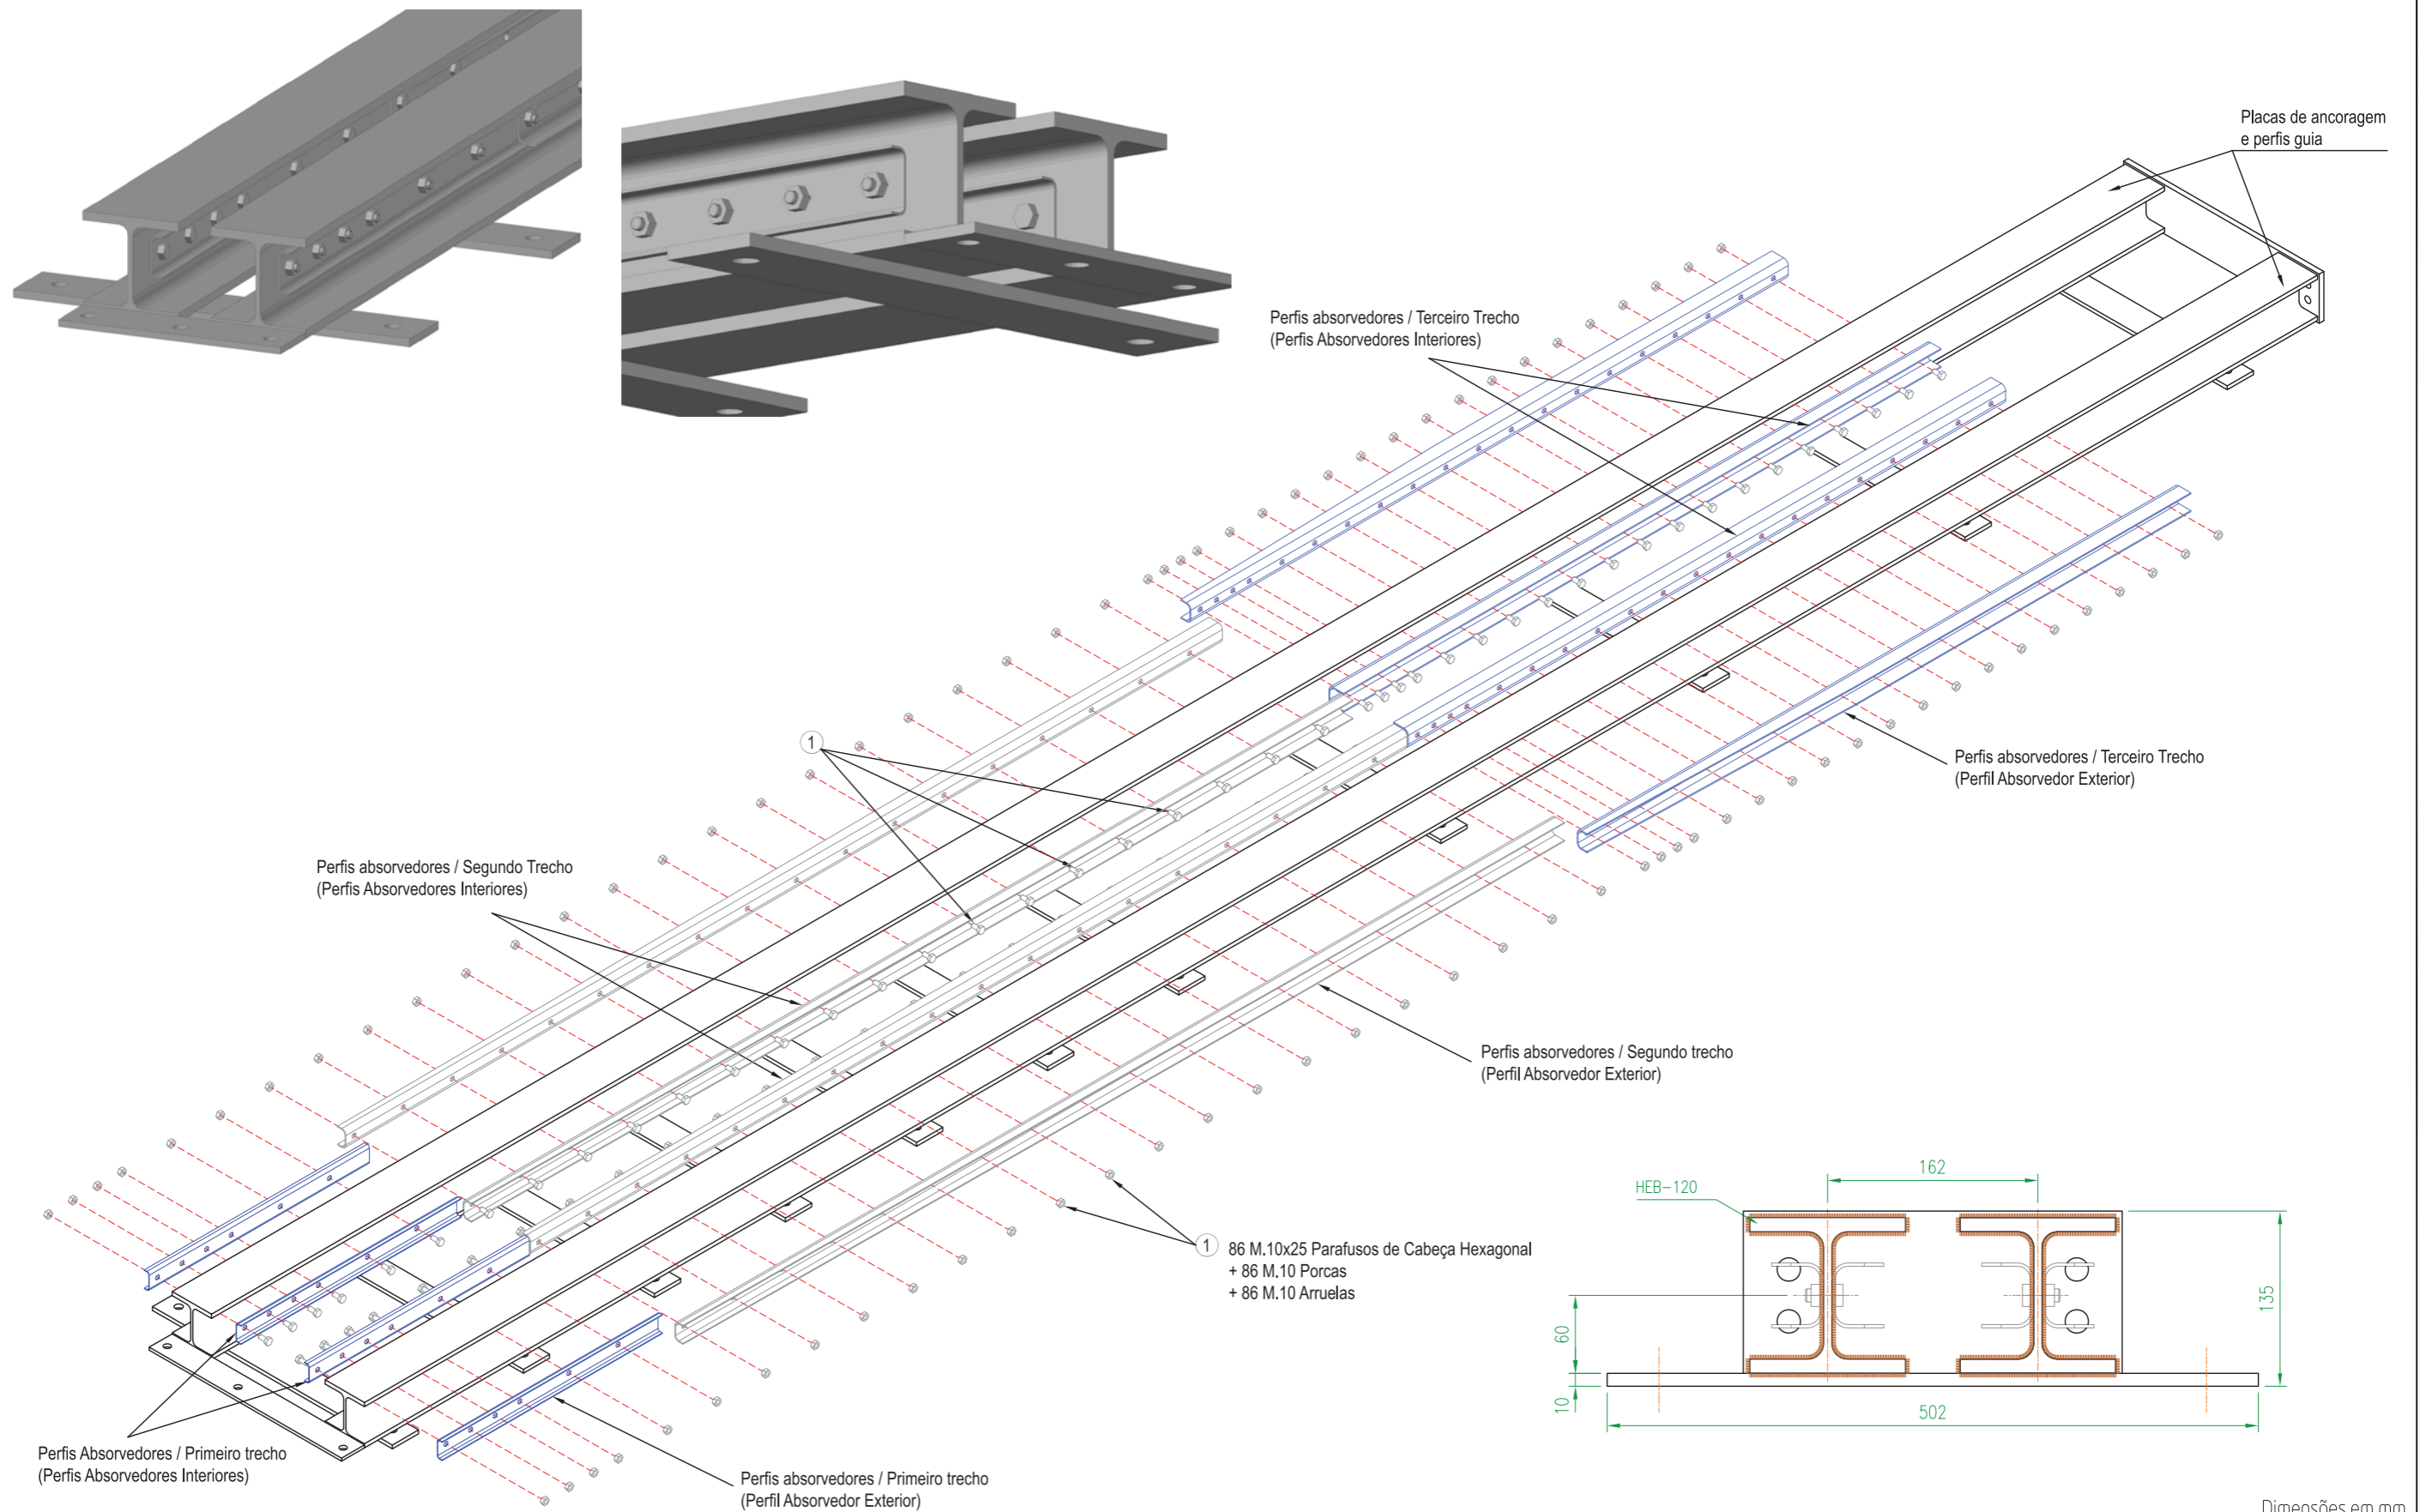 Placas de ancoragem
e perfis guia
Perfis absorvedores / Terceiro Trecho
(Perfis Absorvedores Interiores)
1
Perfis absorvedores / Terceiro Trecho
(Perfil Absorvedor Exterior)
Perfis absorvedores / Segundo Trecho
(Perfis Absorvedores Interiores)
Perfis absorvedores / Segundo trecho
(Perfil Absorvedor Exterior)
1 86 M.10x25 Parafusos de Cabeça Hexagonal
+ 86 M.10 Porcas
+ 86 M.10 Arruelas
162
HEB-120
135
60
10
502
Perfis Absorvedores / Primeiro trecho
(Perfis Absorvedores Interiores)
Perfis absorvedores / Primeiro trecho
(Perfil Absorvedor Exterior)
Dimensões em mm